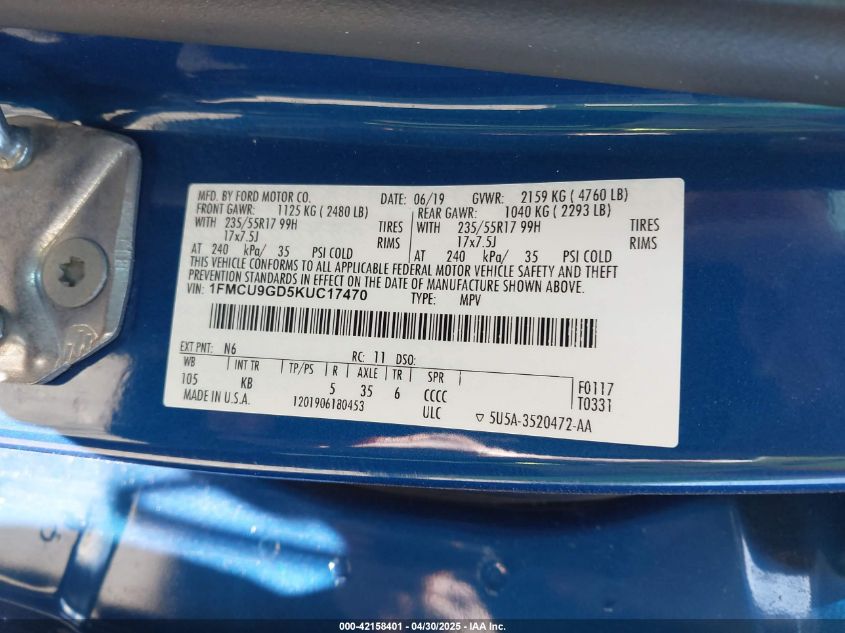 MFD. BY FORD MOTOR CO. DATE: 06/19 GVWR: 2159 KG ( 4760 LB)
FRONT GAWR: 1125 KG ( 2480 LB) REAR GAWR: 1040 KG ( 2293 LB)
WITH 235/55R17 99H TIRES WITH 235/55R17 99H TIRES
17x7.5J RIMS 17x7.5J RIMS
AT 240 kPa/ 35 PSI COLD AT 240 kPa/ 35 PSI COLD
THIS VEHICLE CONFORMS TO ALL APPLICABLE FEDERAL MOTOR VEHICLE SAFETY AND THEFT
PREVENTION STANDARDS IN EFFECT ON THE DATE OF MANUFACTURE SHOWN ABOVE.
VIN: 1FMCU9GD5KUC17470 TYPE: MPV
EXT PNT: N6 RC: 11 DSO:
WB INT TR TP/PS R AXLE TR SPR
105 KB 5 35 6 CCCC F0117
MADE IN U.S.A. 1201906180453 ULC ▽ 5U5A-3520472-AA T0331
000-42158401 - 04/30/2025 - IAA Inc.